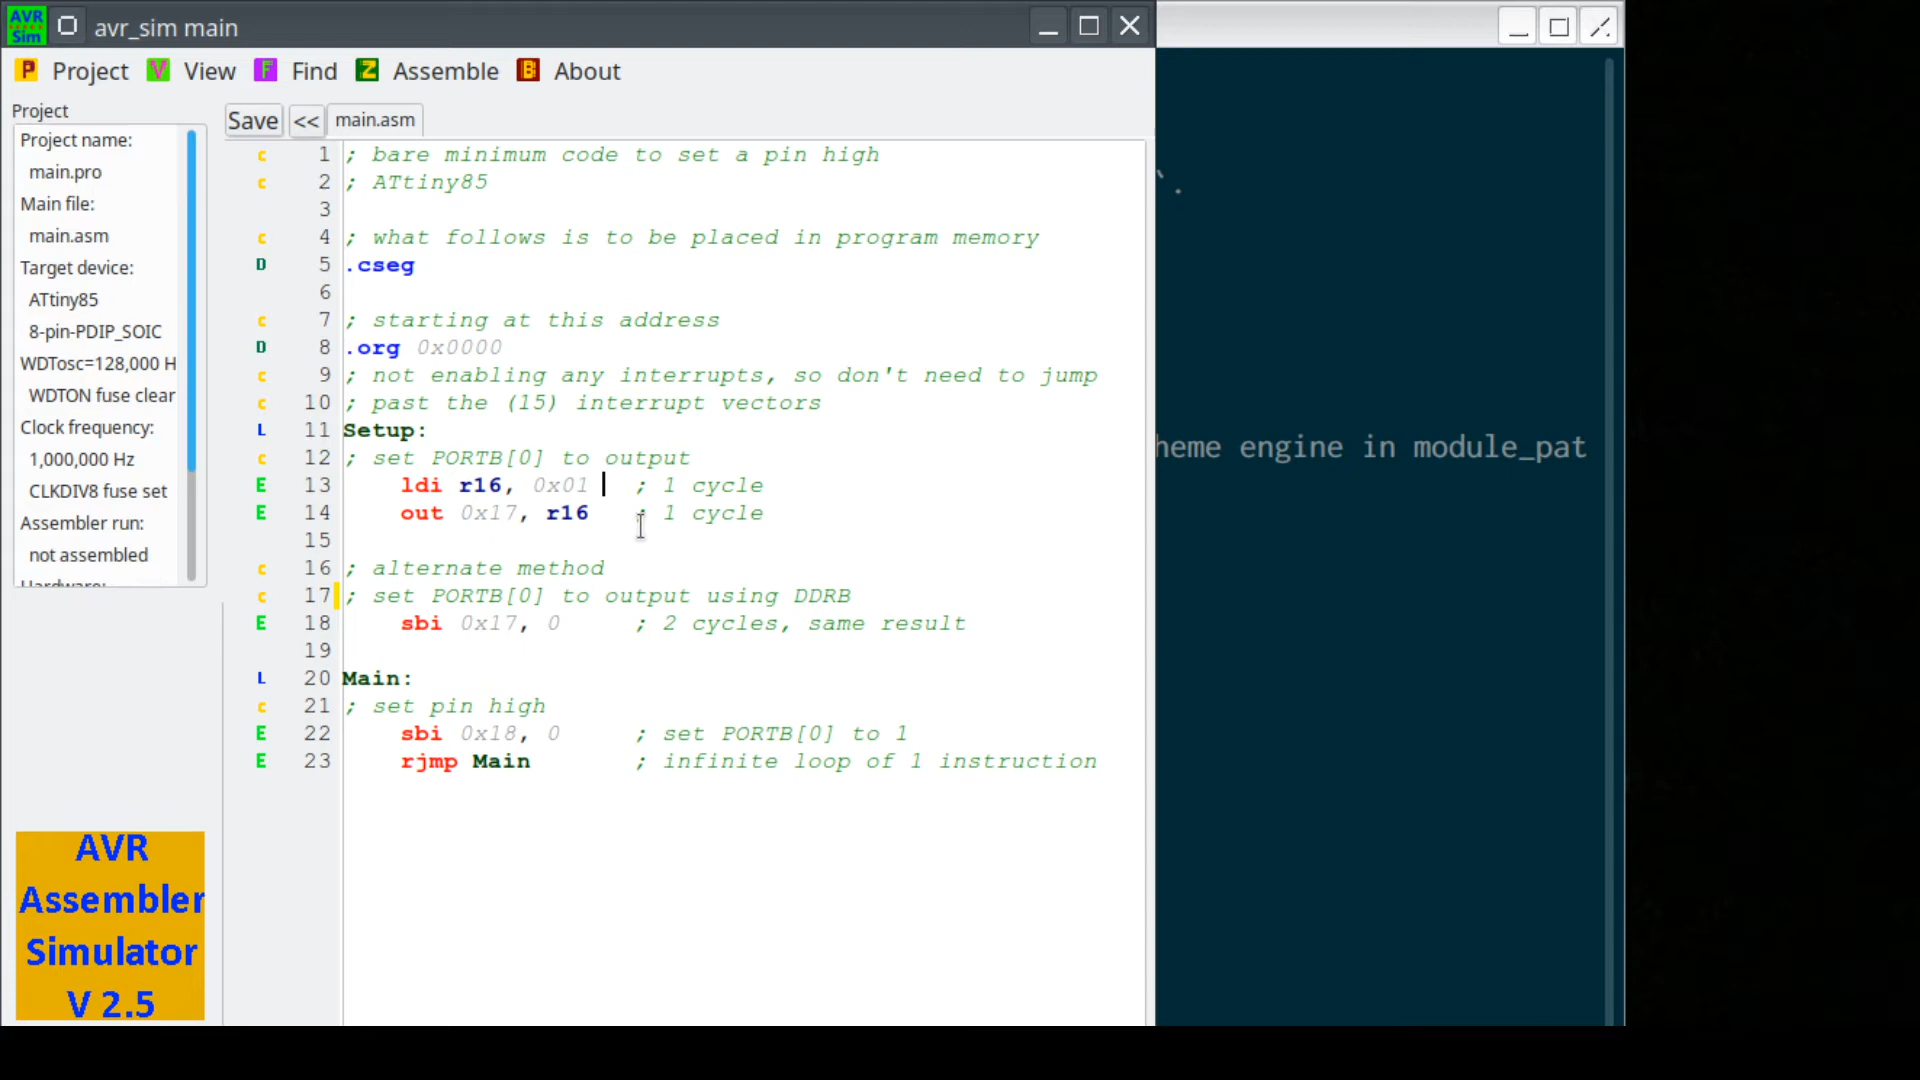 AVR
Sim
avr_sim main
P Project V View F Find Z Assemble B About
Project
Save << main.asm
Project name:
main.pro
Main file:
main.asm
Target device:
ATtiny85
8-pin-PDIP_SOIC
WDTosc=128,000 H
WDTON fuse clear
Clock frequency:
1,000,000 Hz
CLKDIV8 fuse set
Assembler run:
not assembled
Hardware:
c 1 ; bare minimum code to set a pin high
c 2 ; ATtiny85
3
c 4 ; what follows is to be placed in program memory
D 5 .cseg
6
c 7 ; starting at this address
D 8 .org 0x0000
c 9 ; not enabling any interrupts, so don't need to jump
c 10 ; past the (15) interrupt vectors
L 11 Setup:
c 12 ; set PORTB[0] to output
E 13 ldi r16, 0x01 ; 1 cycle
E 14 out 0x17, r16 ; 1 cycle
15
c 16 ; alternate method
c 17 ; set PORTB[0] to output using DDRB
E 18 sbi 0x17, 0 ; 2 cycles, same result
19
L 20 Main:
c 21 ; set pin high
E 22 sbi 0x18, 0 ; set PORTB[0] to 1
E 23 rjmp Main ; infinite loop of 1 instruction
AVR
Assembler
Simulator
V 2.5
`.
heme engine in module_pat